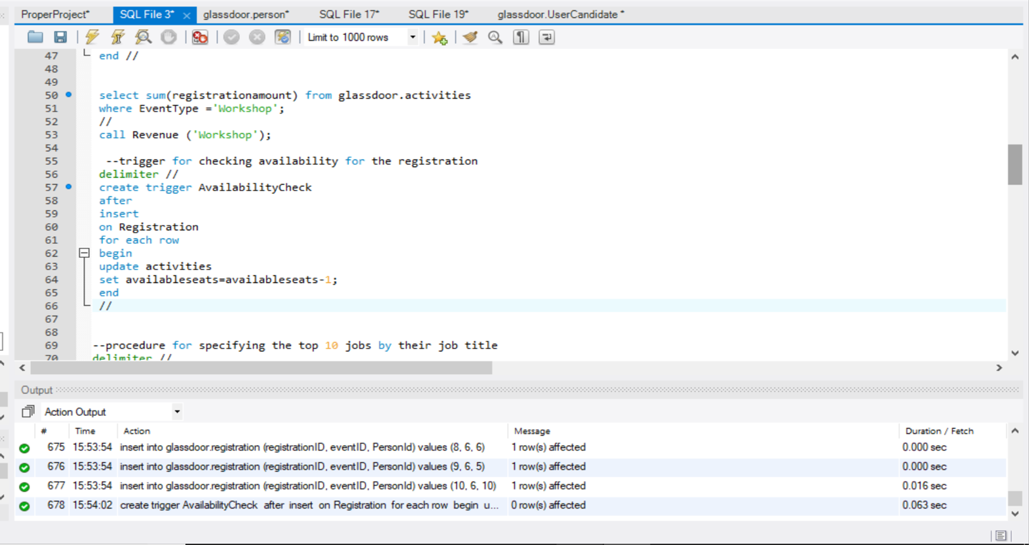 ProperProject* SQL File 3* × glassdoor.person* SQL File 17* SQL File 19* glassdoor.UserCandidate *
Limit to 1000 rows
47 end //
48
49
50 select sum(registrationamount) from glassdoor.activities
51 where EventType ='Workshop';
52 //
53 call Revenue ('Workshop');
54
55 --trigger for checking availability for the registration
56 delimiter //
57 create trigger AvailabilityCheck
58 after
59 insert
60 on Registration
61 for each row
62 begin
63 update activities
64 set availableseats=availableseats-1;
65 end
66 //
67
68
69 --procedure for specifying the top 10 jobs by their job title
70 delimiter //
Output
Action Output
# Time Action Message Duration / Fetch
675 15:53:54 insert into glassdoor.registration (registrationID, eventID, PersonId) values (8, 6, 6) 1 row(s) affected 0.000 sec
676 15:53:54 insert into glassdoor.registration (registrationID, eventID, PersonId) values (9, 6, 5) 1 row(s) affected 0.000 sec
677 15:53:54 insert into glassdoor.registration (registrationID, eventID, PersonId) values (10, 6, 10) 1 row(s) affected 0.016 sec
678 15:54:02 create trigger AvailabilityCheck after insert on Registration for each row begin u... 0 row(s) affected 0.063 sec